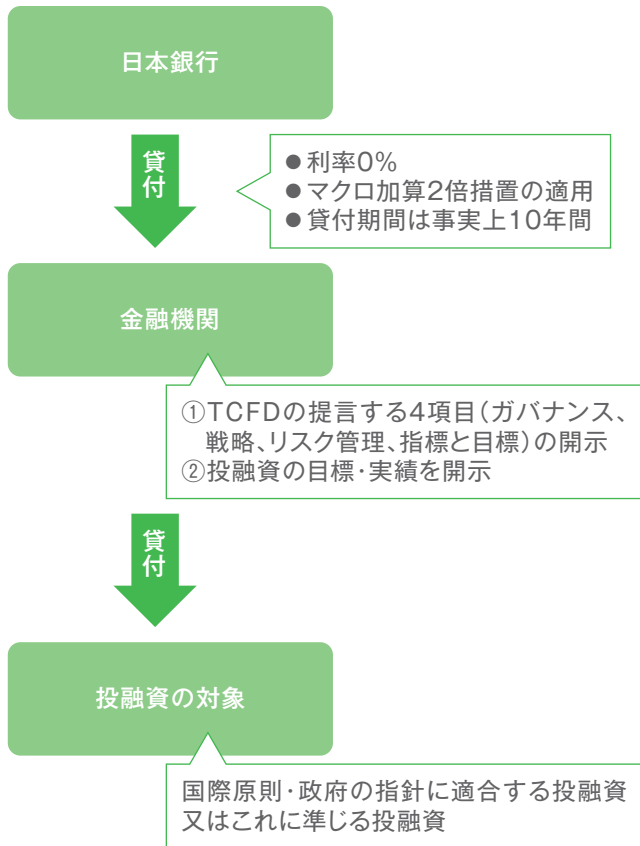 日本銀行
貸付
●利率0%
●マクロ加算2倍措置の適用
●貸付期間は事実上10年間
金融機関
①TCFDの提言する4項目(ガバナンス、
戦略、リスク管理、指標と目標)の開示
②投融資の目標・実績を開示
貸付
投融資の対象
国際原則・政府の指針に適合する投融資
又はこれに準じる投融資